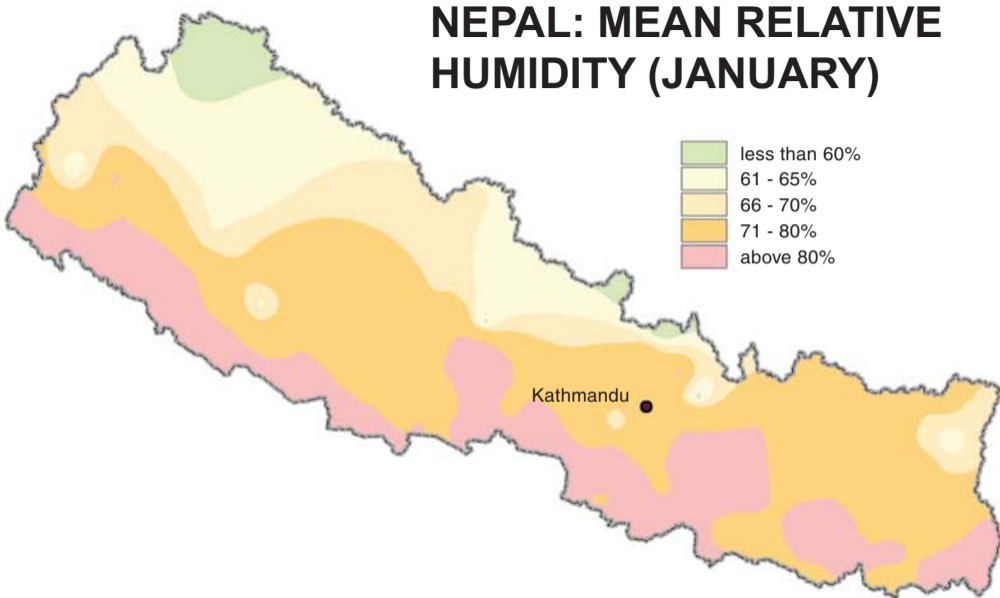 NEPAL: MEAN RELATIVE
HUMIDITY (JANUARY)
less than 60%
61 - 65%
66 - 70%
71 - 80%
above 80%
Kathmandu